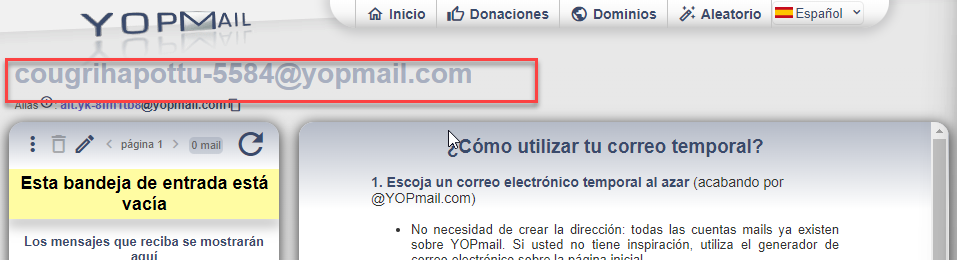 YOPMAIL
Inicio Donaciones Dominios Aleatorio Español
cougrihapottu-5584@yopmail.com
Alias : alt.yk-8lm1tb8@yopmail.com
página 1 0 mail
Esta bandeja de entrada está
vacía
Los mensajes que reciba se mostrarán
aquí
¿Cómo utilizar tu correo temporal?
1. Escoja un correo electrónico temporal al azar (acabando por
@YOPmail.com)
• No necesidad de crear la dirección: todas las cuentas mails ya existen
sobre YOPmail. Si usted no tiene inspiración, utiliza el generador de
correo electrónico sobre la página inicial.